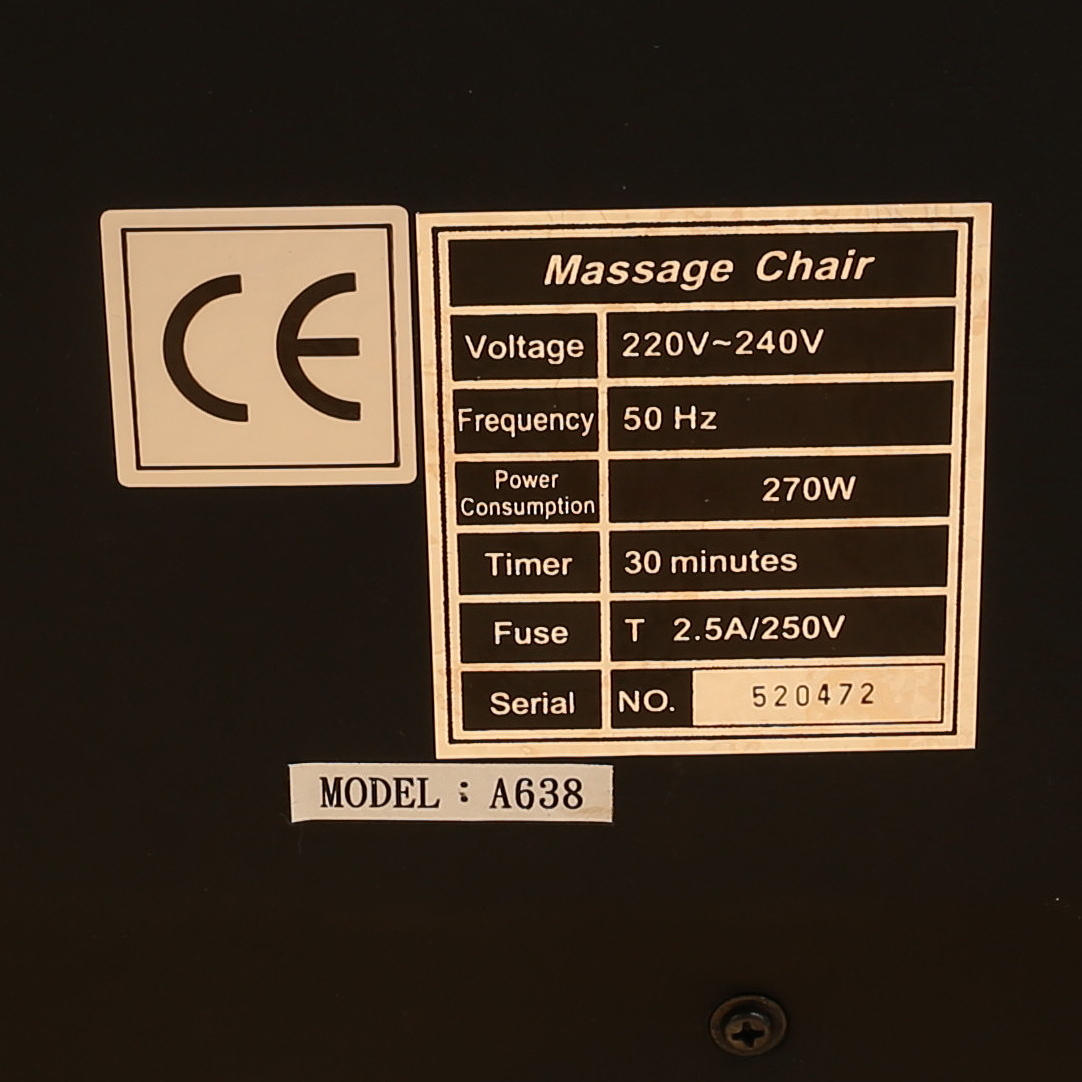 CE
Massage Chair
Voltage 220V~240V
Frequency 50 Hz
Power
Consumption 270W
Timer 30 minutes
Fuse T 2.5A/250V
Serial NO. 520472
MODEL : A638